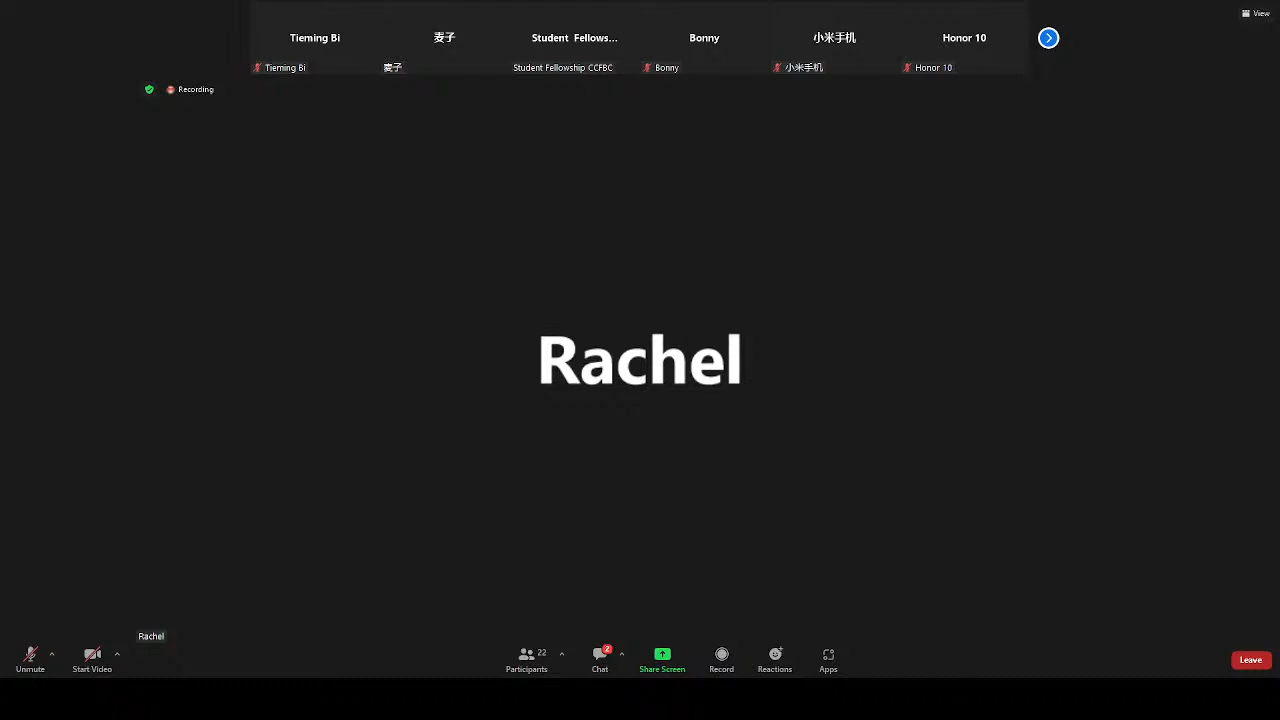 View
Tieming Bi
麦子
Student Fellows...
Bonny
小米手机
Honor 10
Tieming Bi
麦子
Student Fellowship CCFBC
Bonny
小米手机
Honor 10
Recording
Rachel
Rachel
22
2
Unmute
Start Video
Participants
Chat
Share Screen
Record
Reactions
Apps
Leave